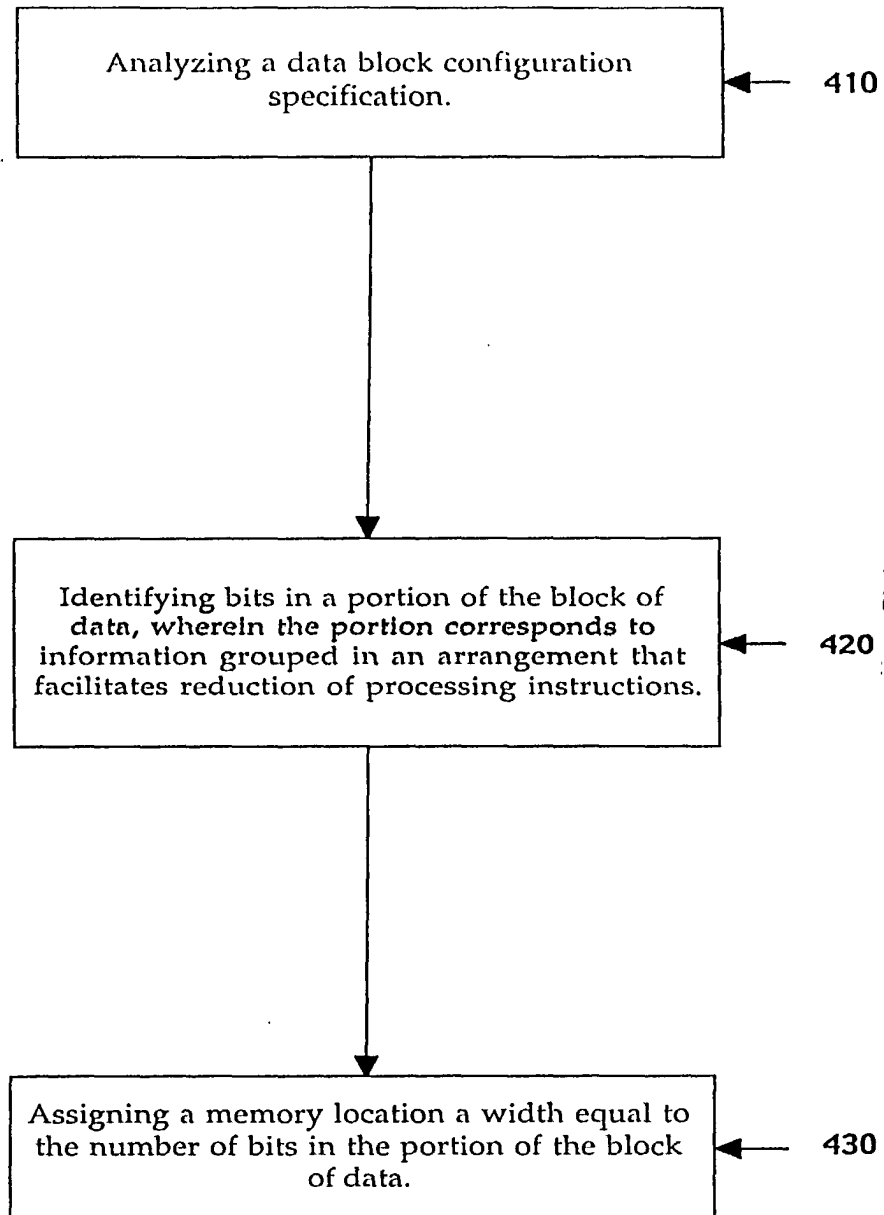 Analyzing a data block configuration
specification.
410
Identifying bits in a portion of the block of
data, wherein the portion corresponds to
information grouped in an arrangement that
facilitates reduction of processing instructions.
420
Assigning a memory location a width equal to
the number of bits in the portion of the block
of data.
430